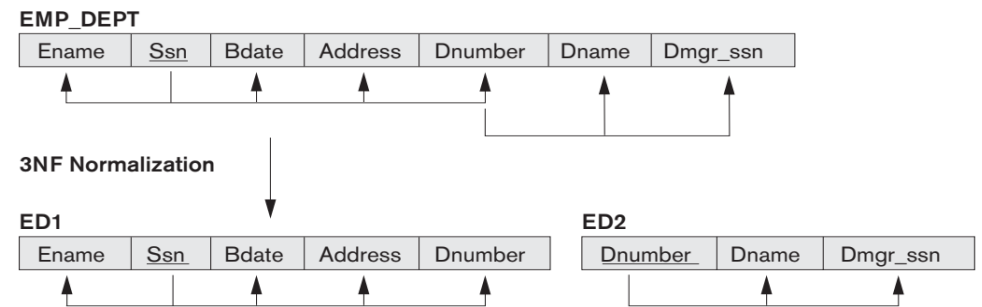 EMP_DEPT
Ename Ssn Bdate Address Dnumber Dname Dmgr_ssn
3NF Normalization
ED1
Ename Ssn Bdate Address Dnumber
ED2
Dnumber Dname Dmgr_ssn